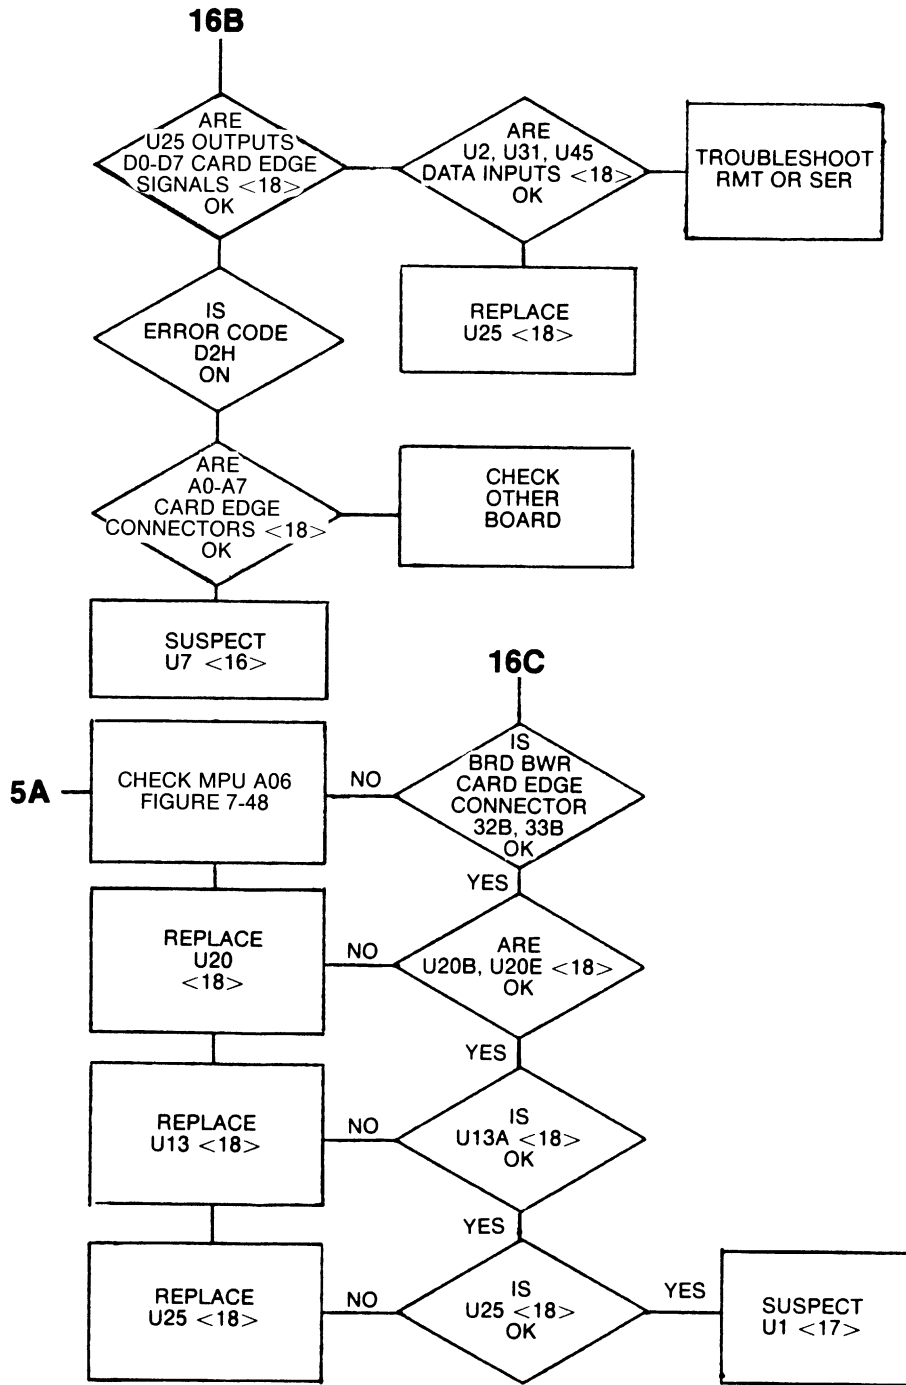 16B
ARE
U25 OUTPUTS
D0-D7 CARD EDGE
SIGNALS <18>
OK
ARE
U2, U31, U45
DATA INPUTS <18>
OK
TROUBLESHOOT
RMT OR SER
REPLACE
U25 <18>
IS
ERROR CODE
D2H
ON
ARE
A0-A7
CARD EDGE
CONNECTORS <18>
OK
CHECK
OTHER
BOARD
SUSPECT
U7 <16>
16C
5A
CHECK MPU A06
FIGURE 7-48
NO
IS
BRD BWR
CARD EDGE
CONNECTOR
32B, 33B
OK
YES
REPLACE
U20
<18>
NO
ARE
U20B, U20E <18>
OK
YES
REPLACE
U13 <18>
NO
IS
U13A <18>
OK
YES
REPLACE
U25 <18>
NO
IS
U25 <18>
OK
YES
SUSPECT
U1 <17>